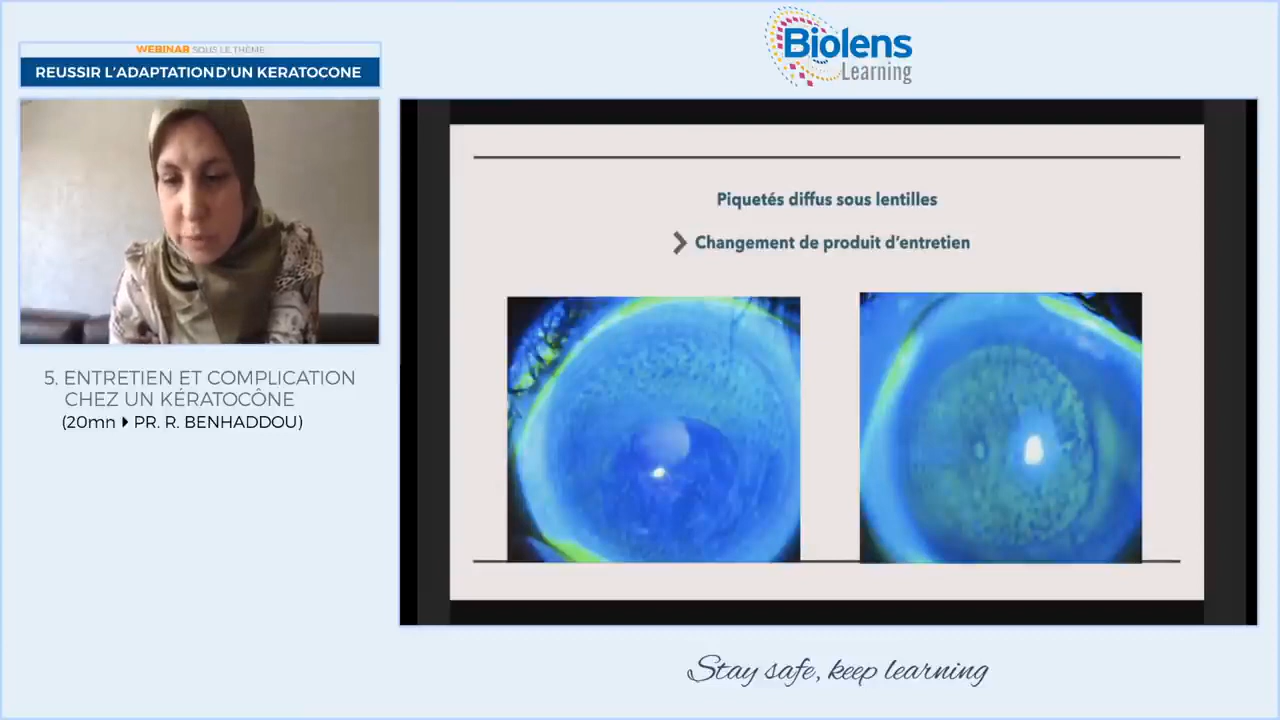 WEBINAR SOUS LE THÈME
REUSSIR L'ADAPTATION D'UN KERATOCONE
Biolens
Learning
Piquetés diffus sous lentilles
Changement de produit d'entretien
5. ENTRETIEN ET COMPLICATION
CHEZ UN KÉRATOCÔNE
(20mn PR. R. BENHADDOU)
Stay safe, keep learning